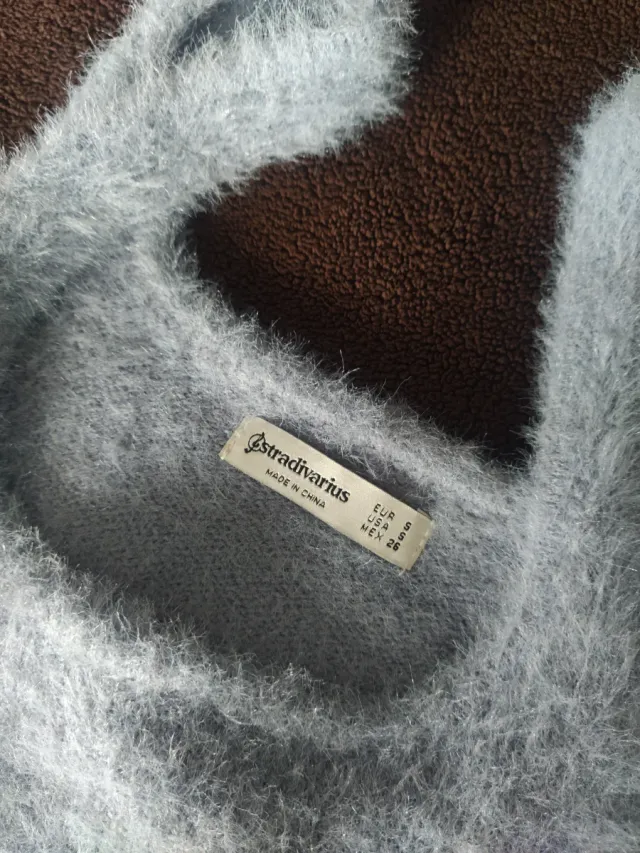 stradivarius
MADE IN CHINA
EUR S
USA S
MEX 26